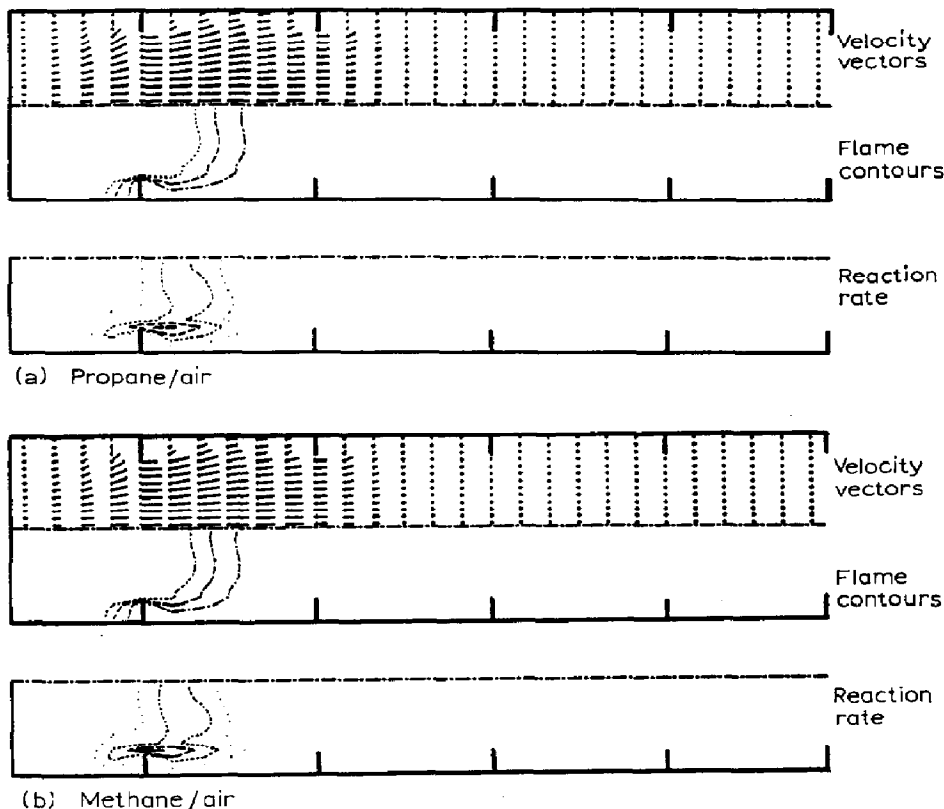 Velocity
vectors
Flame
contours
Reaction
rate
(a) Propane/air
Velocity
vectors
Flame
contours
Reaction
rate
(b) Methane/air